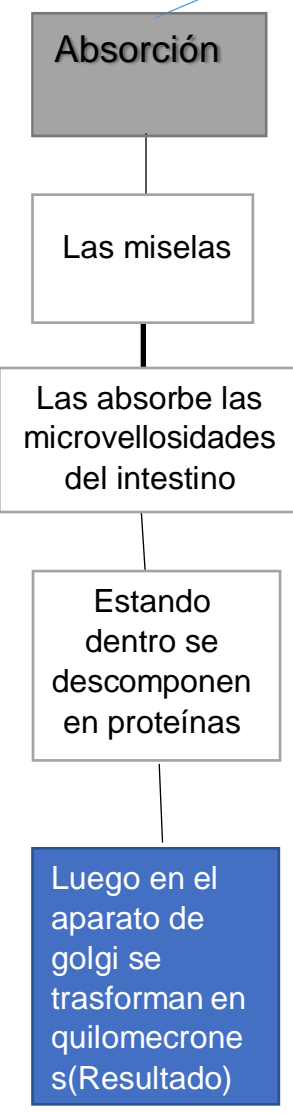 Absorción
Las miselas
Las absorbe las
microvellosidades
del intestino
Estando
dentro se
descomponen
en proteínas
Luego en el
aparato de
golgi se
trasforman en
quilomecrone
s(Resultado)